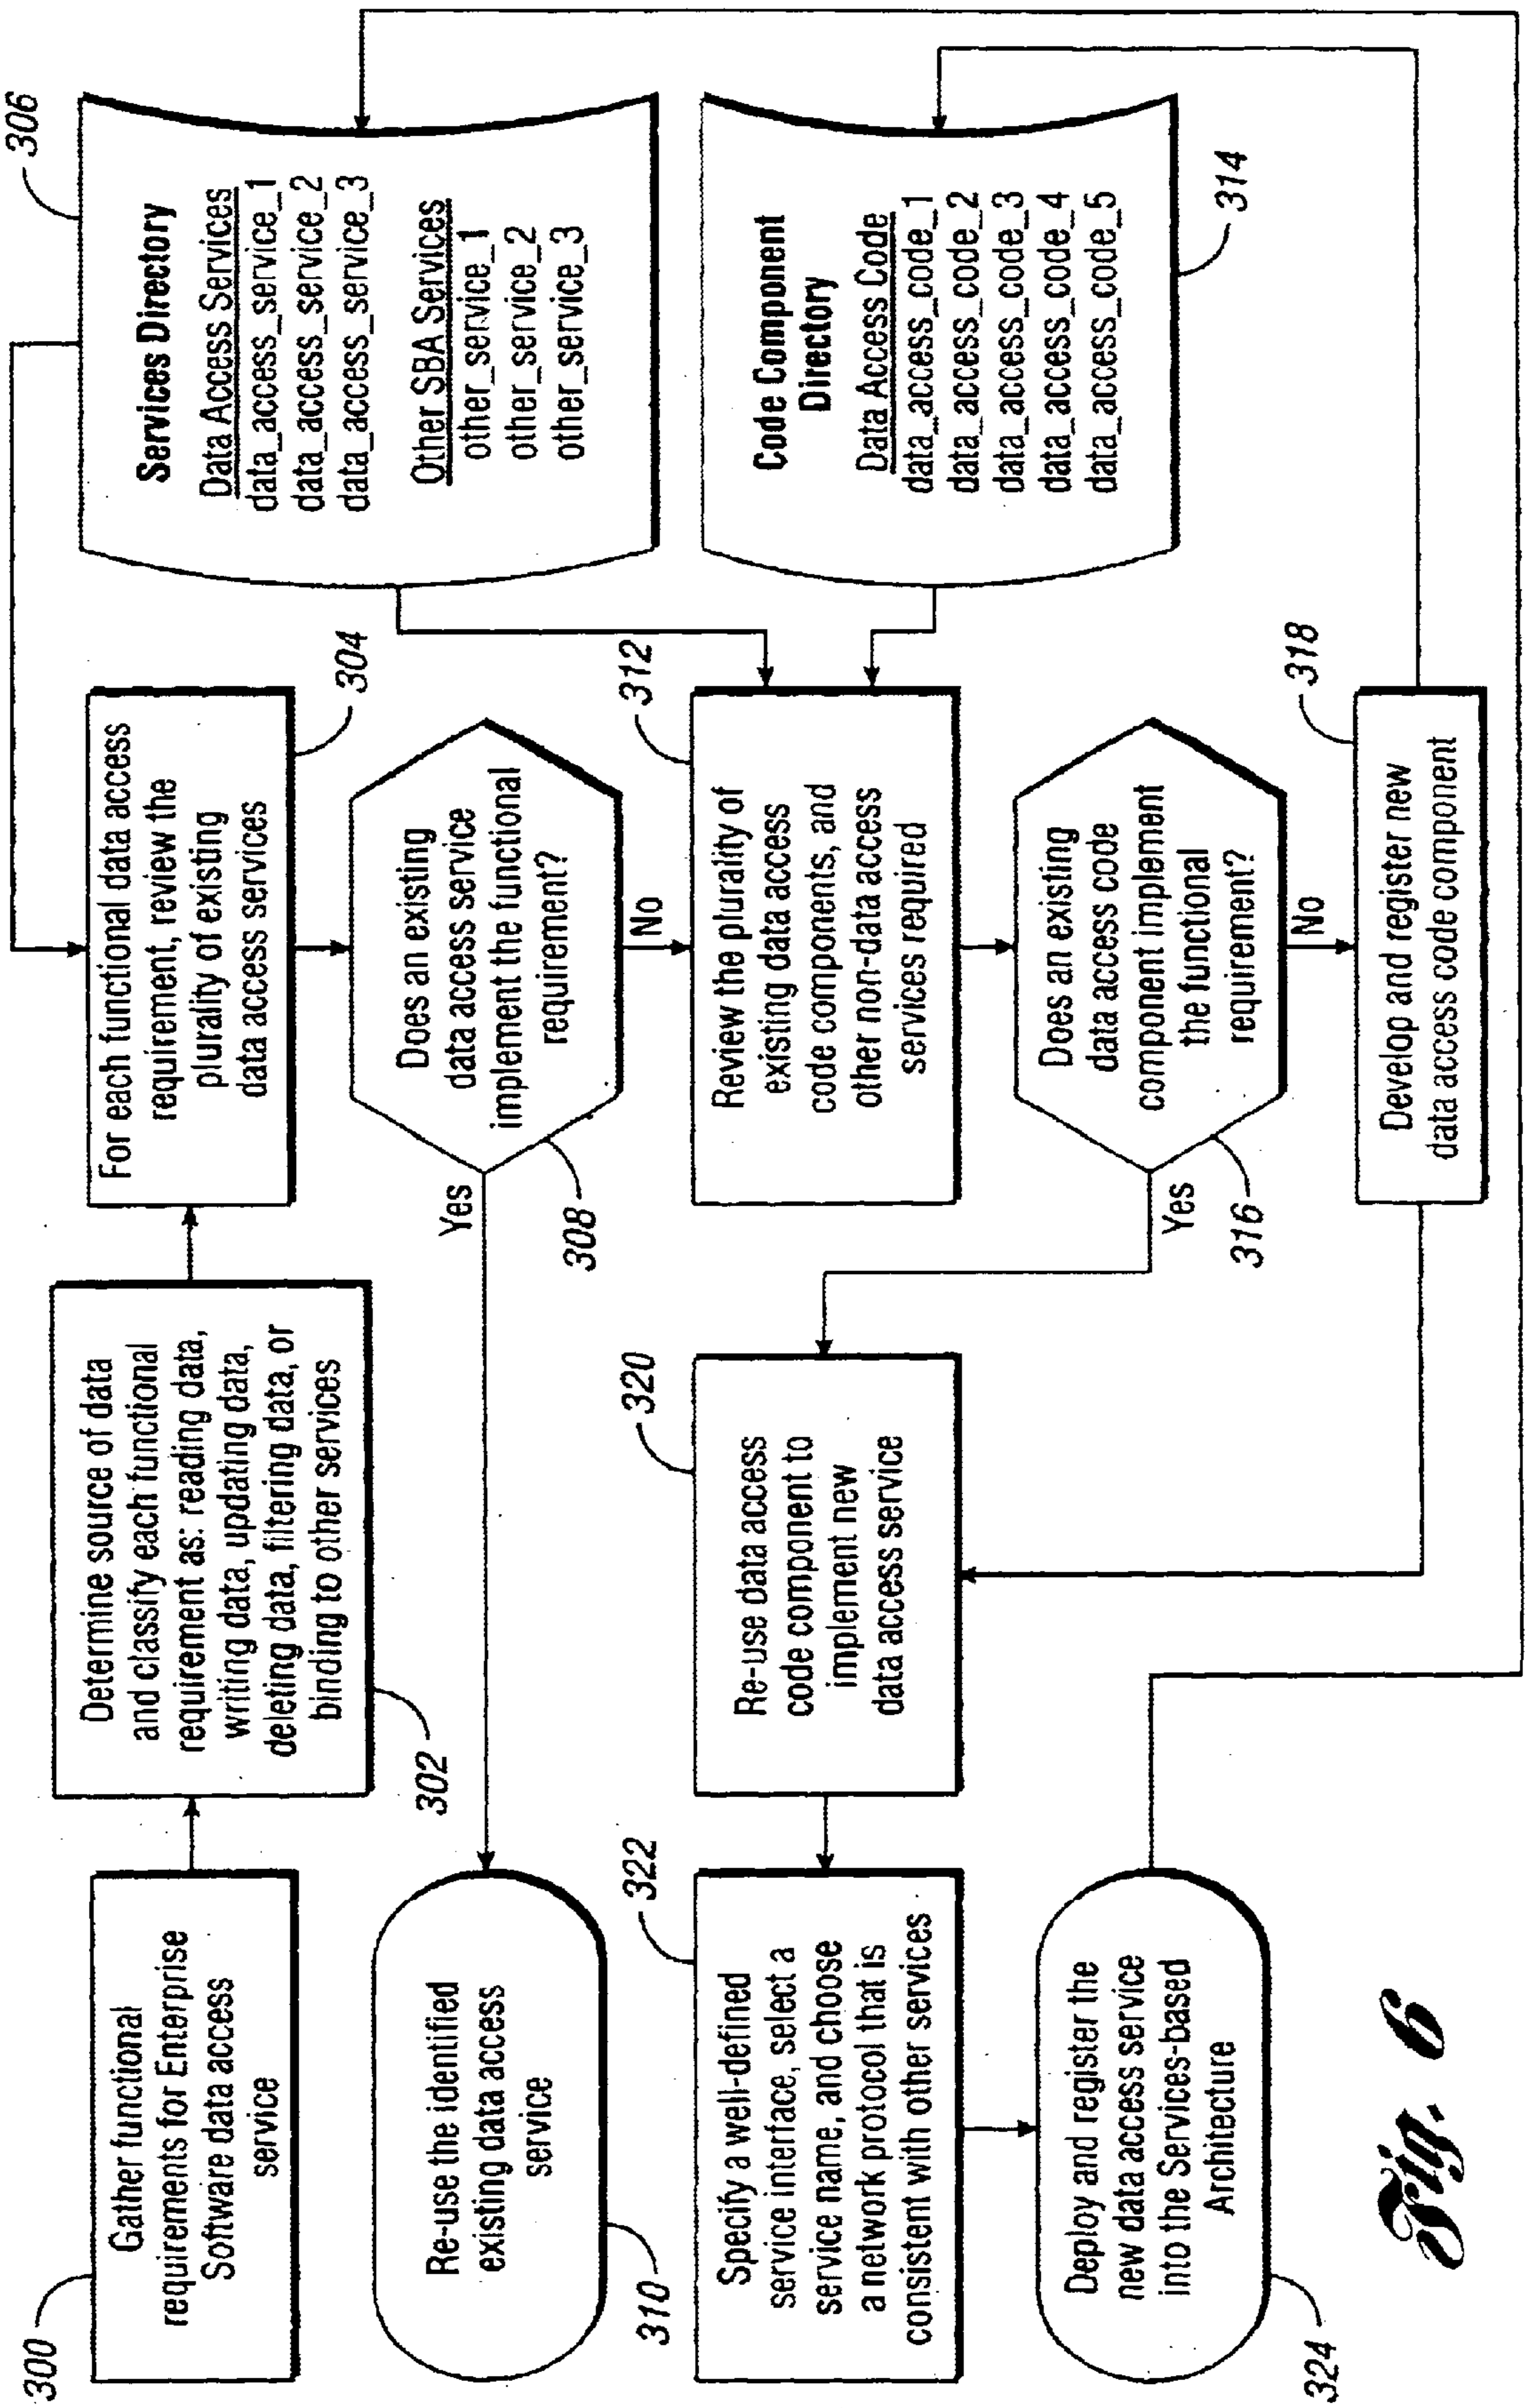 300
Gather functional
requirements for Enterprise
Software data access
service
302
Determine source of data
and classify each functional
requirement as: reading data,
writing data, updating data,
deleting data, filtering data, or
binding to other services
304
For each functional data access
requirement, review the
plurality of existing
data access services
306
Services Directory
Data Access Services
data_access_service_1
data_access_service_2
data_access_service_3
Other SBA Services
other_service_1
other_service_2
other_service_3
308
Does an existing
data access service
implement the functional
requirement?
Yes
No
310
Re-use the identified
existing data access
service
312
Review the plurality of
existing data access
code components, and
other non-data access
services required
314
Code Component
Directory
Data Access Code
data_access_code_1
data_access_code_2
data_access_code_3
data_access_code_4
data_access_code_5
316
Does an existing
data access code
component implement
the functional
requirement?
Yes
No
318
Develop and register new
data access code component
320
Re-use data access
code component to
implement new
data access service
322
Specify a well-defined
service interface, select a
service name, and choose
a network protocol that is
consistent with other services
324
Deploy and register the
new data access service
into the Services-based
Architecture
Fig. 6